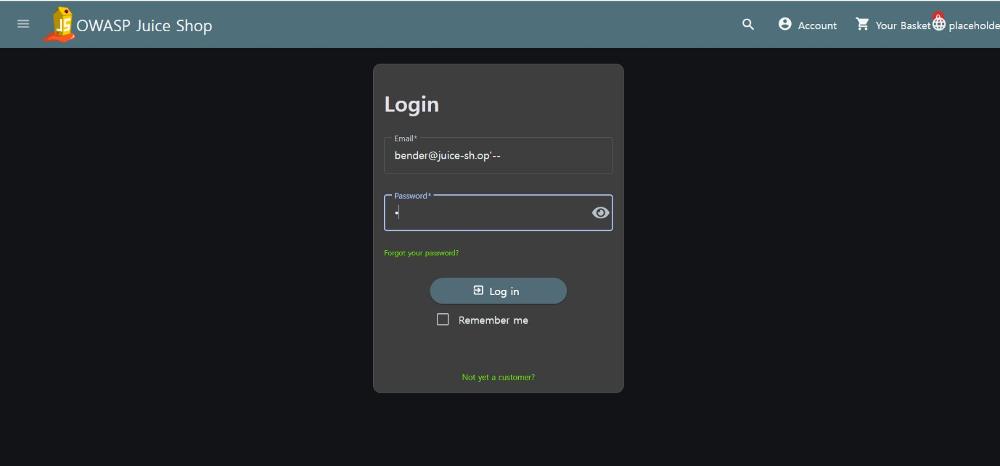 OWASP Juice Shop
Account
Your Basket
placeholde
Login
Email*
bender@juice-sh.op'--
Password*
•
Forgot your password?
Log in
Remember me
Not yet a customer?